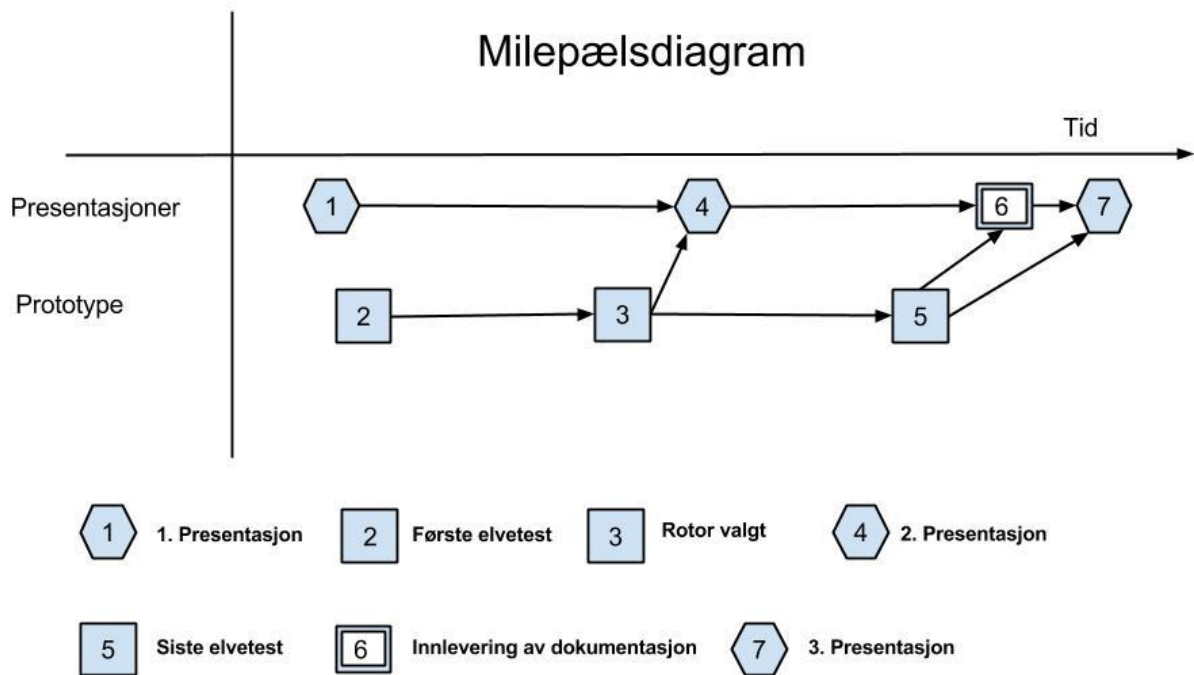 Milepælsdiagram
Tid
Presentasjoner
1
4
6
7
Prototype
2
3
5
1 1. Presentasjon 2 Første elvetest 3 Rotor valgt 4 2. Presentasjon
5 Siste elvetest 6 Innlevering av dokumentasjon 7 3. Presentasjon